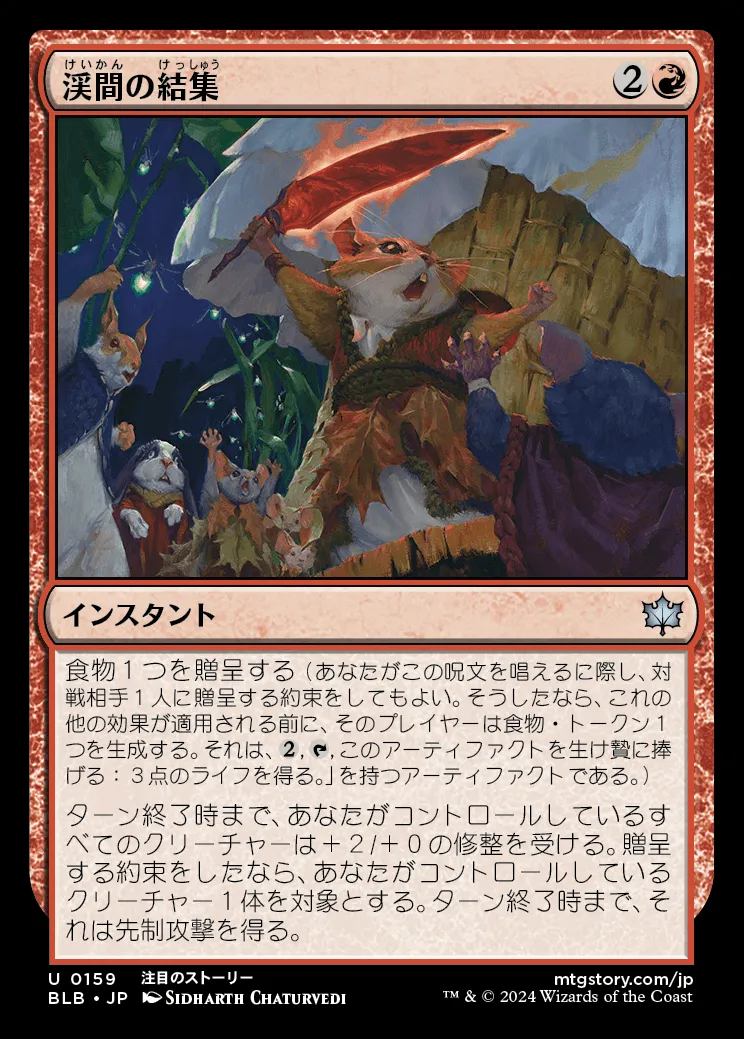 けいかん けっしゅう
渓間の結集 2
インスタント
食物1つを贈呈する（あなたがこの呪文を唱えるに際し、対
戦相手1人に贈呈する約束をしてもよい。そうしたなら、これの
他の効果が適用される前に、そのプレイヤーは食物・トークン1
つを生成する。それは、2, ,このアーティファクトを生け贄に捧
げる：3点のライフを得る。」を持つアーティファクトである。）
ターン終了時まで、あなたがコントロールしているす
べてのクリーチャーは＋2/＋0の修整を受ける。贈呈
する約束をしたなら、あなたがコントロールしている
クリーチャー1体を対象とする。ターン終了時まで、そ
れは先制攻撃を得る。
U 0159 注目のストーリー mtgstory.com/jp
BLB • JP SIDHARTH CHATURVEDI ™ & © 2024 Wizards of the Coast